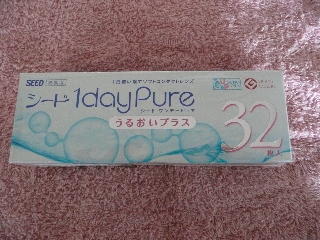 SEED
1日使い捨てソフトコンタクトレンズ
シード 1dayPure
シード ワンデーピュア
うるおいプラス
32
枚入